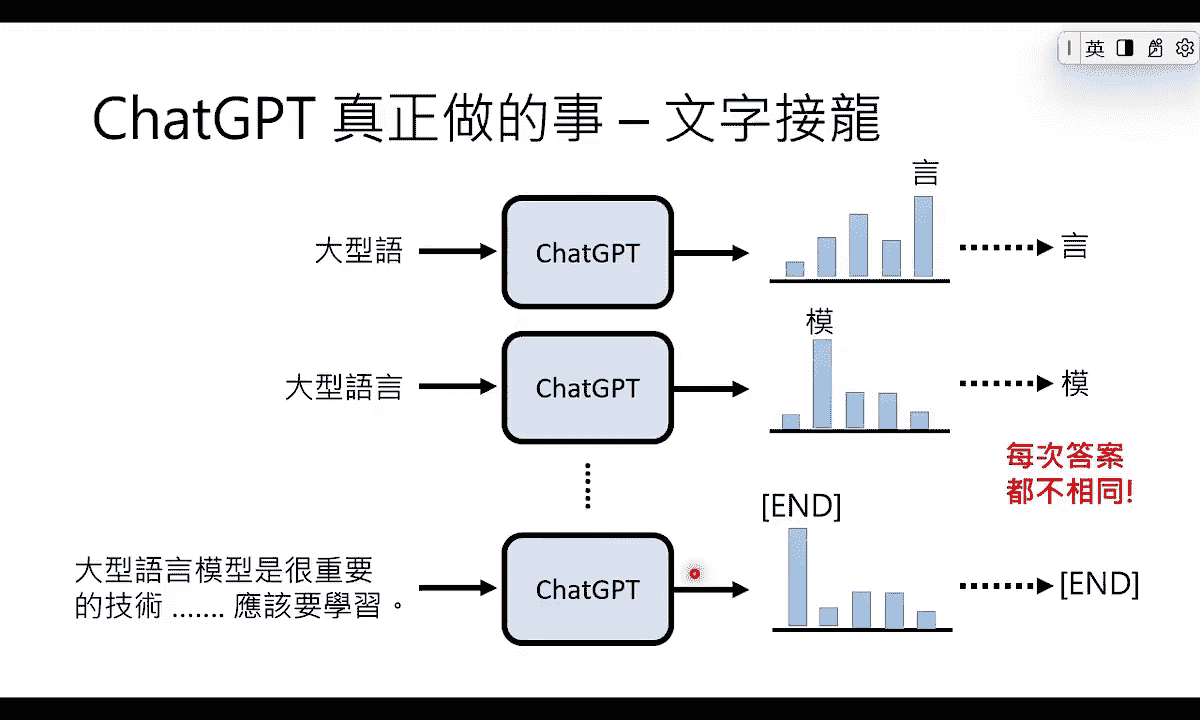 英
ChatGPT 真正做的事 – 文字接龍
言
大型語
ChatGPT
言
模
大型語言
ChatGPT
模
每次答案
都不相同!
[END]
大型語言模型是很重要
的技術 ....... 應該要學習。
ChatGPT
[END]